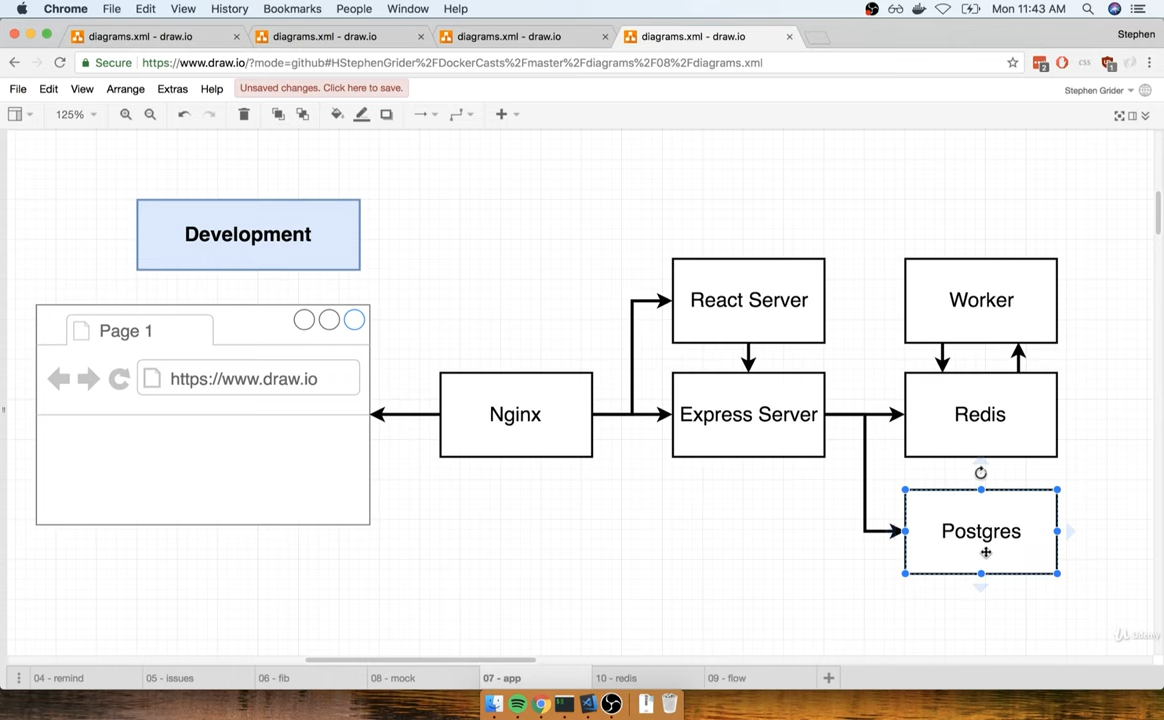 Chrome File Edit View History Bookmarks People Window Help Mon 11:43 AM
diagrams.xml - draw.io diagrams.xml - draw.io diagrams.xml - draw.io diagrams.xml - draw.io Stephen
Secure https://www.draw.io/?mode=github#HStephenGrider%2FDockerCasts%2Fmaster%2Fdiagrams%2F08%2Fdiagrams.xml
File Edit View Arrange Extras Help Unsaved changes. Click here to save. Stephen Grider
125%
Development
Page 1
https://www.draw.io
Nginx
React Server
Express Server
Worker
Redis
Postgres
Udemy
04 - remind 05 - issues 06 - fib 08 - mock 07 - app 10 - redis 09 - flow